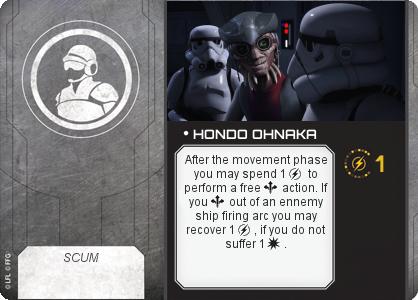 • HONDO OHNAKA
After the movement phase
you may spend 1 to
perform a free action. If
you out of an ennemy
ship firing arc you may
recover 1 , if you do not
suffer 1 .
1
SCUM
© LFL © FFG